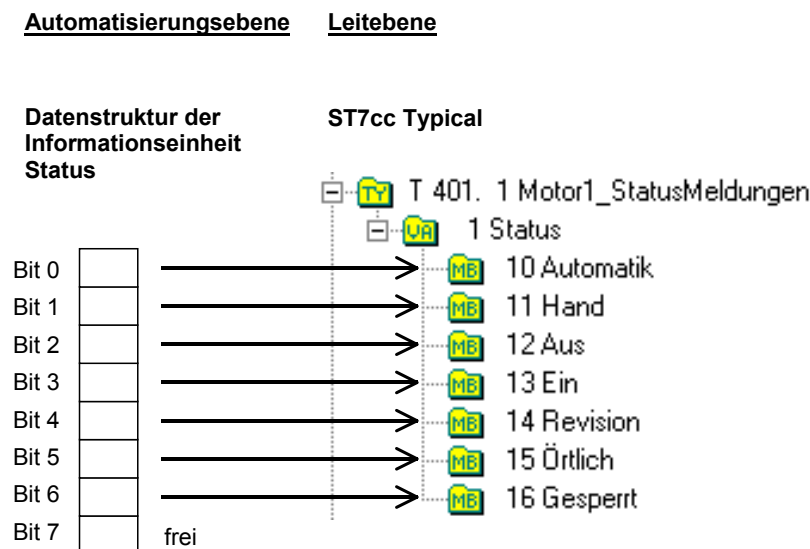 Automatisierungsebene Leitebene
Datenstruktur der
Informationseinheit
Status
ST7cc Typical
TY T 401. 1 Motor1_StatusMeldungen
VA 1 Status
Bit 0 MB 10 Automatik
Bit 1 MB 11 Hand
Bit 2 MB 12 Aus
Bit 3 MB 13 Ein
Bit 4 MB 14 Revision
Bit 5 MB 15 Örtlich
Bit 6 MB 16 Gesperrt
Bit 7 frei